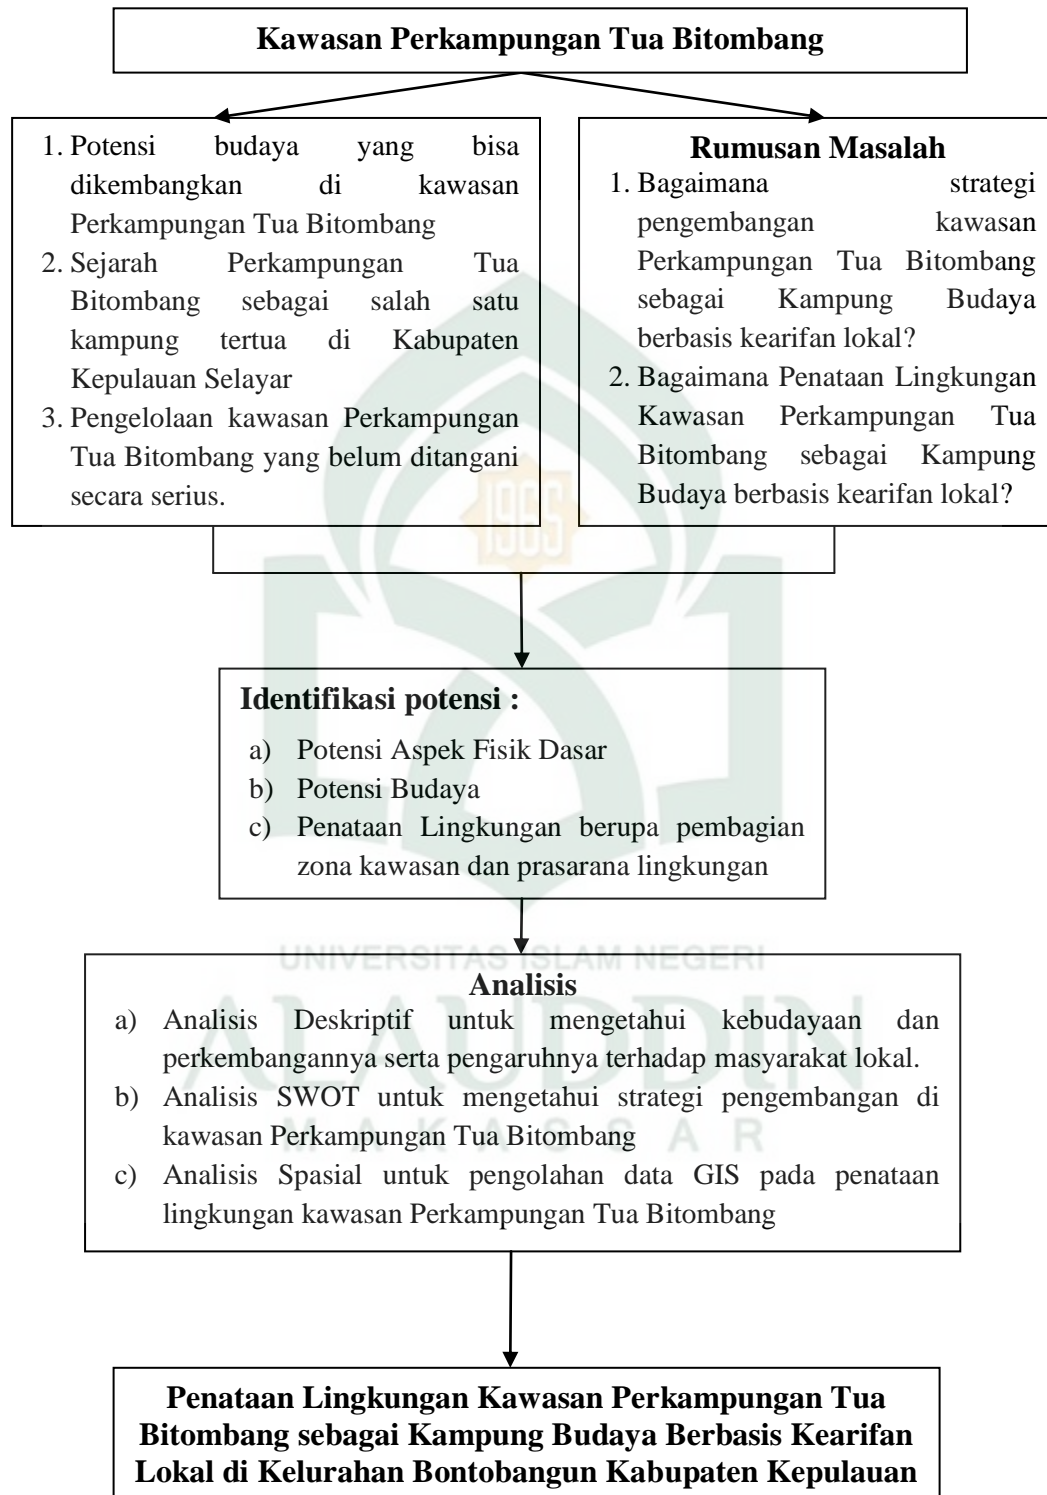 Kawasan Perkampungan Tua Bitombang
1. Potensi budaya yang bisa
dikembangkan di kawasan
Perkampungan Tua Bitombang
2. Sejarah Perkampungan Tua
Bitombang sebagai salah satu
kampung tertua di Kabupaten
Kepulauan Selayar
3. Pengelolaan kawasan Perkampungan
Tua Bitombang yang belum ditangani
secara serius.
Rumusan Masalah
1. Bagaimana strategi
pengembangan kawasan
Perkampungan Tua Bitombang
sebagai Kampung Budaya
berbasis kearifan lokal?
2. Bagaimana Penataan Lingkungan
Kawasan Perkampungan Tua
Bitombang sebagai Kampung
Budaya berbasis kearifan lokal?
1965
Identifikasi potensi :
a) Potensi Aspek Fisik Dasar
b) Potensi Budaya
c) Penataan Lingkungan berupa pembagian
zona kawasan dan prasarana lingkungan
UNIVERSITAS ISLAM NEGERI
ALAUDDIN
MAKASSAR
Analisis
a) Analisis Deskriptif untuk mengetahui kebudayaan dan
perkembangannya serta pengaruhnya terhadap masyarakat lokal.
b) Analisis SWOT untuk mengetahui strategi pengembangan di
kawasan Perkampungan Tua Bitombang
c) Analisis Spasial untuk pengolahan data GIS pada penataan
lingkungan kawasan Perkampungan Tua Bitombang
Penataan Lingkungan Kawasan Perkampungan Tua
Bitombang sebagai Kampung Budaya Berbasis Kearifan
Lokal di Kelurahan Bontobangun Kabupaten Kepulauan